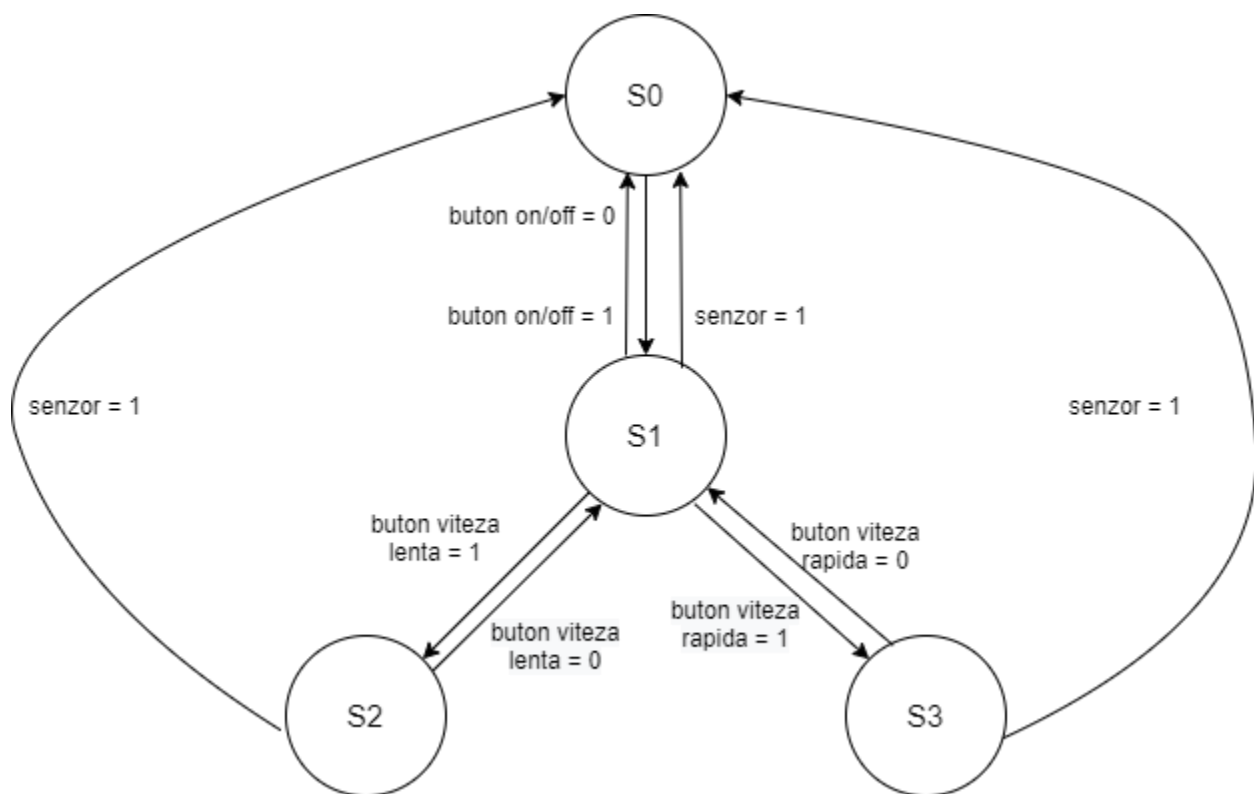 S0
buton on/off = 0
buton on/off = 1
senzor = 1
senzor = 1
senzor = 1
S1
buton viteza
lenta = 1
buton viteza
rapida = 0
buton viteza
lenta = 0
buton viteza
rapida = 1
S2
S3